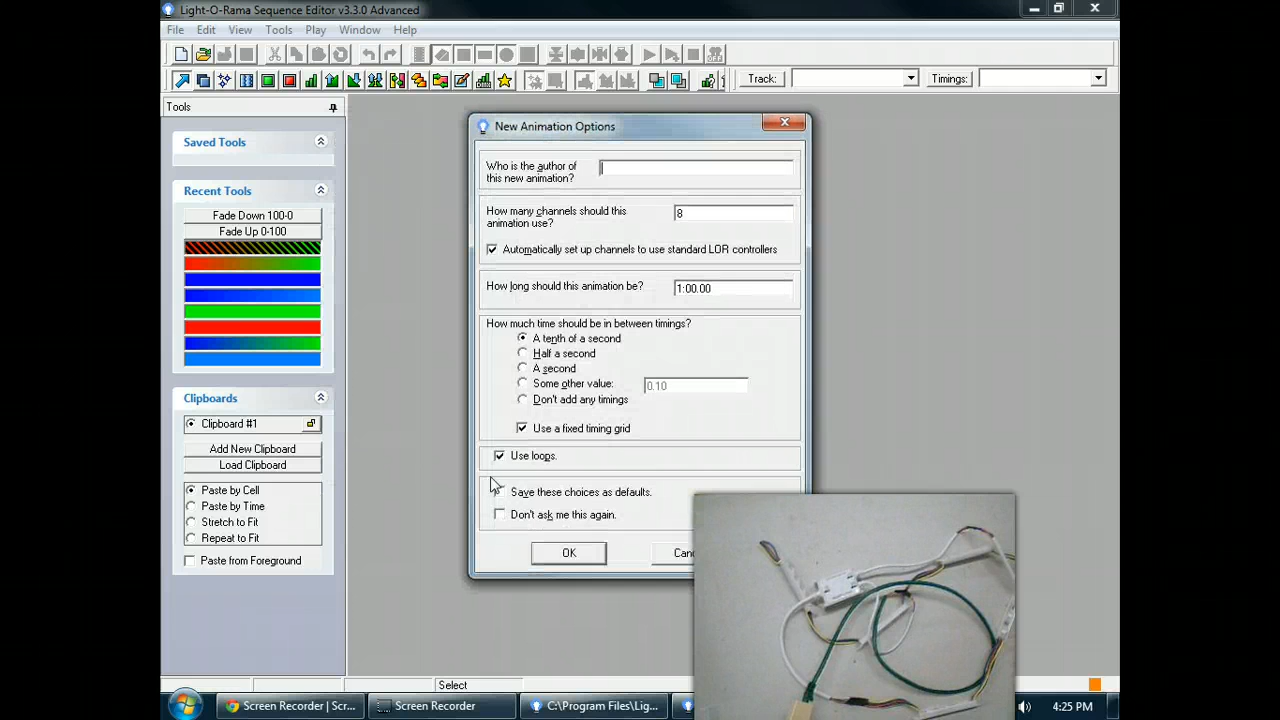 Light-O-Rama Sequence Editor v3.3.0 Advanced
File Edit View Tools Play Window Help
Track: Timings:
Tools
Saved Tools
Recent Tools
Fade Down 100-0
Fade Up 0-100
Clipboards
Clipboard #1
Add New Clipboard
Load Clipboard
Paste by Cell
Paste by Time
Stretch to Fit
Repeat to Fit
Paste from Foreground
New Animation Options
Who is the author of
this new animation?
How many channels should this
animation use?
8
Automatically set up channels to use standard LOR controllers
How long should this animation be?
1:00.00
How much time should be in between timings?
A tenth of a second
Half a second
A second
Some other value:
0.10
Don't add any timings
Use a fixed timing grid
Use loops.
Save these choices as defaults.
Don't ask me this again.
OK
Canc
Select
Screen Recorder | Scr...
Screen Recorder
C:\Program Files\Lig...
4:25 PM